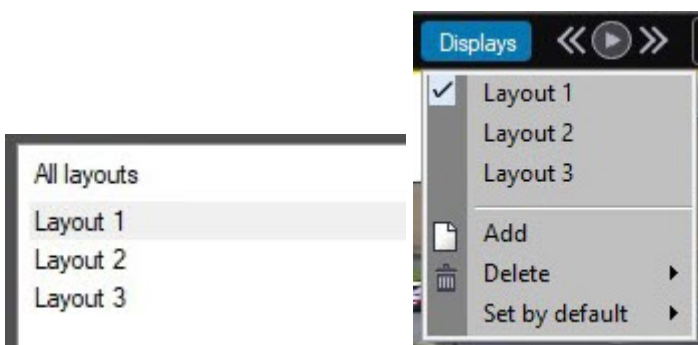 All layouts
Layout 1
Layout 2
Layout 3
Displays
Layout 1
Layout 2
Layout 3
Add
Delete
Set by default